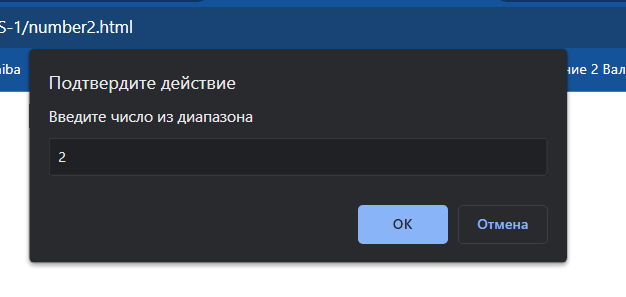 S-1/number2.html
iba
ние 2 Вал
Подтвердите действие
Введите число из диапазона
2
OK
Отмена